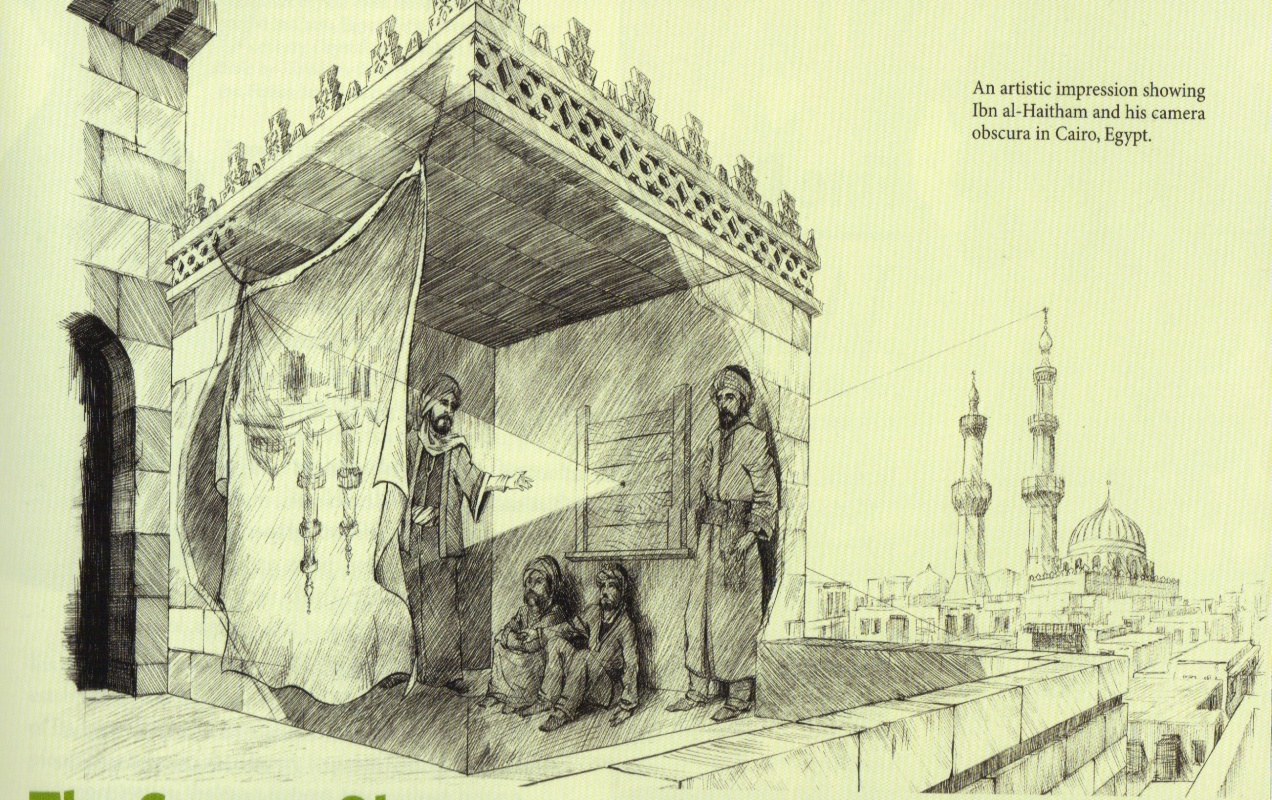 An artistic impression showing
Ibn al-Haitham and his camera
obscura in Cairo, Egypt.